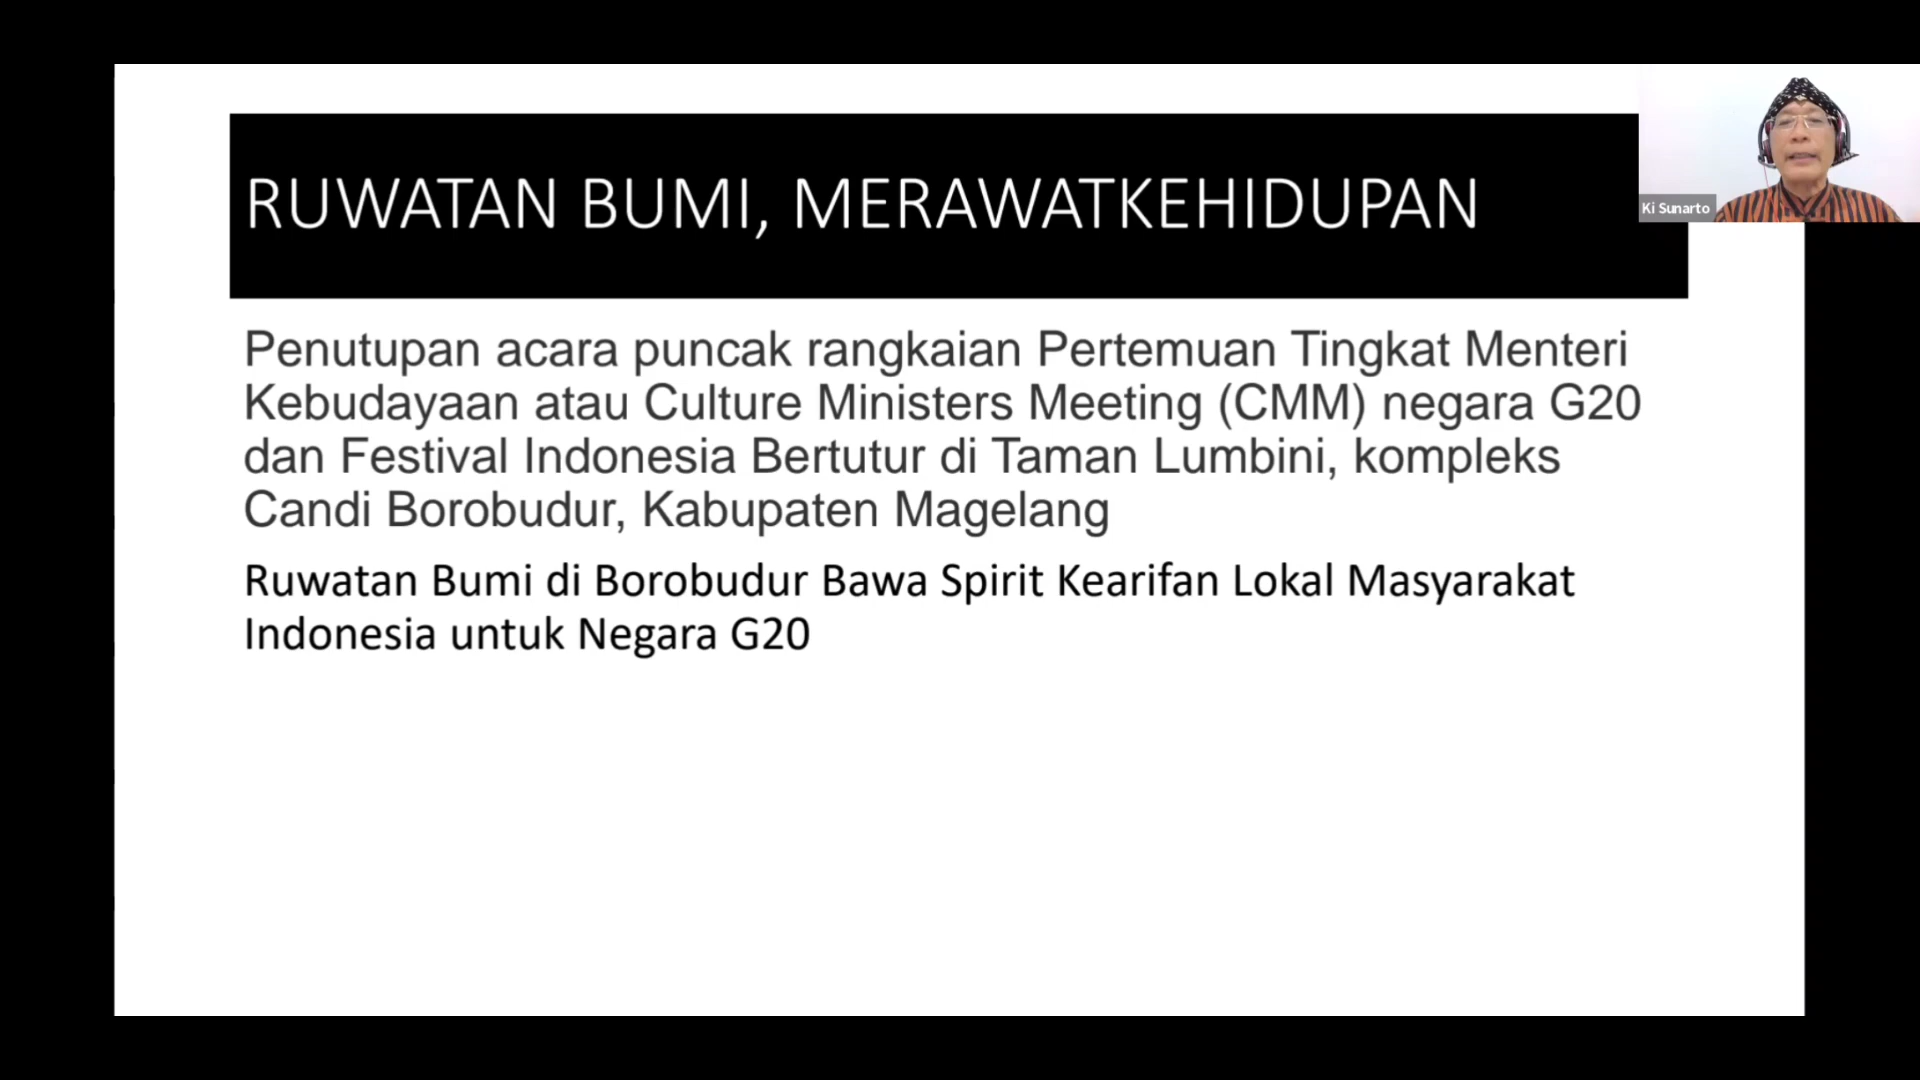 RUWATAN BUMI, MERAWATKEHIDUPAN
Ki Sunarto
Penutupan acara puncak rangkaian Pertemuan Tingkat Menteri
Kebudayaan atau Culture Ministers Meeting (CMM) negara G20
dan Festival Indonesia Bertutur di Taman Lumbini, kompleks
Candi Borobudur, Kabupaten Magelang
Ruwatan Bumi di Borobudur Bawa Spirit Kearifan Lokal Masyarakat
Indonesia untuk Negara G20